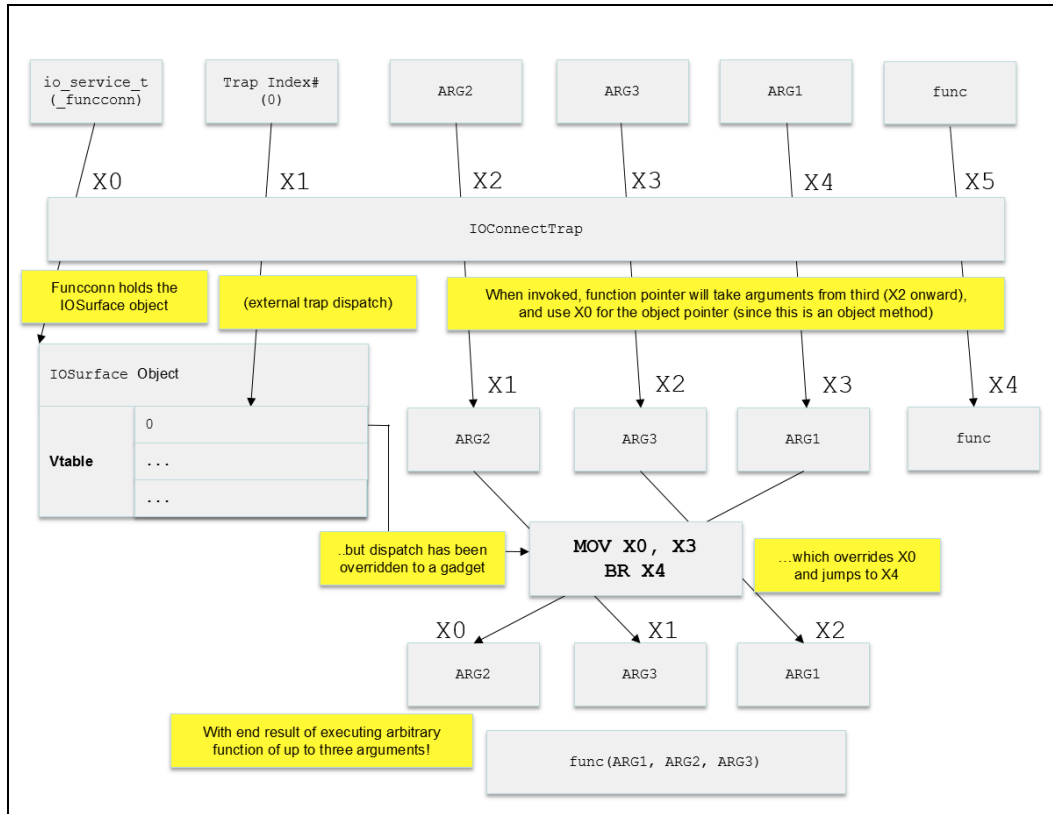 io_service_t
(_funcconn)
Trap Index#
(0)
ARG2
ARG3
ARG1
func
X0
X1
X2
X3
X4
X5
IOConnectTrap
Funcconn holds the
IOSurface object
(external trap dispatch)
When invoked, function pointer will take arguments from third (X2 onward),
and use X0 for the object pointer (since this is an object method)
IOSurface Object
X1
X2
X3
X4
Vtable
0
...
...
ARG2
ARG3
ARG1
func
..but dispatch has been
overridden to a gadget
MOV X0, X3
BR X4
...which overrides X0
and jumps to X4
X0
X1
X2
ARG2
ARG3
ARG1
With end result of executing arbitrary
function of up to three arguments!
func(ARG1, ARG2, ARG3)